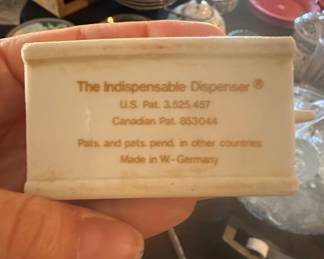 The Indispensable Dispenser ®
U.S. Pat. 3,525,457
Canadian Pat. 853044
Pats. and pats. pend. in other countries
Made in W.-Germany